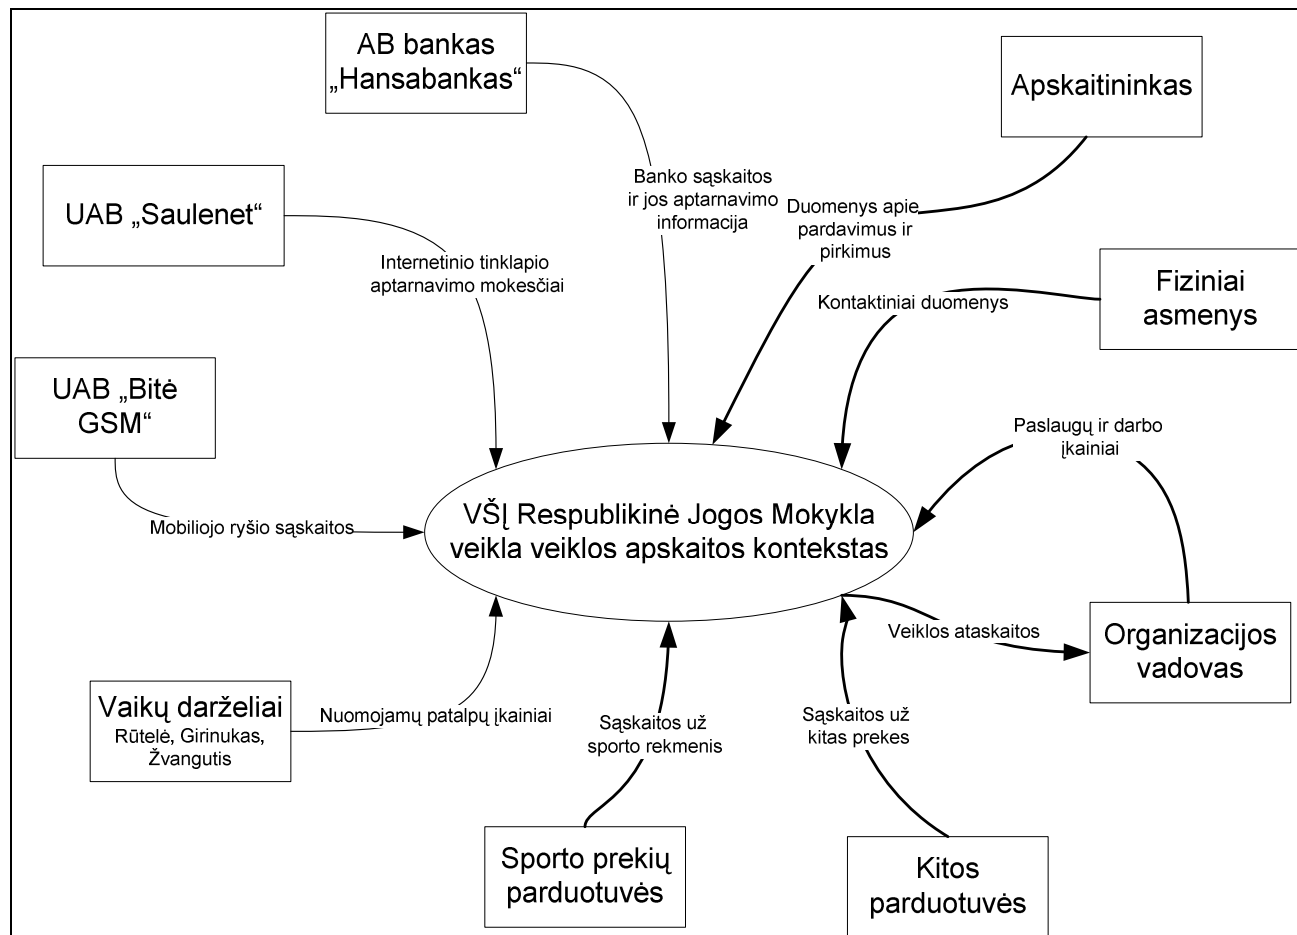 AB bankas
„Hansabankas“
Apskaitininkas
UAB „Saulenet“
Banko sąskaitos
ir jos aptarnavimo
informacija
Duomenys apie
pardavimus ir
pirkimus
Internetinio tinklapio
aptarnavimo mokesčiai
Fiziniai
asmenys
Kontaktiniai duomenys
UAB „Bitė
GSM“
Paslaugų ir darbo
įkainiai
Mobiliojo ryšio sąskaitos
VŠĮ Respublikinė Jogos Mokykla
veikla veiklos apskaitos kontekstas
Veiklos ataskaitos
Organizacijos
vadovas
Vaikų darželiai
Rūtelė, Girinukas,
Žvangutis
Nuomojamų patalpų įkainiai
Sąskaitos už
sporto rekmenis
Sąskaitos už
kitas prekes
Sporto prekių
parduotuvės
Kitos
parduotuvės